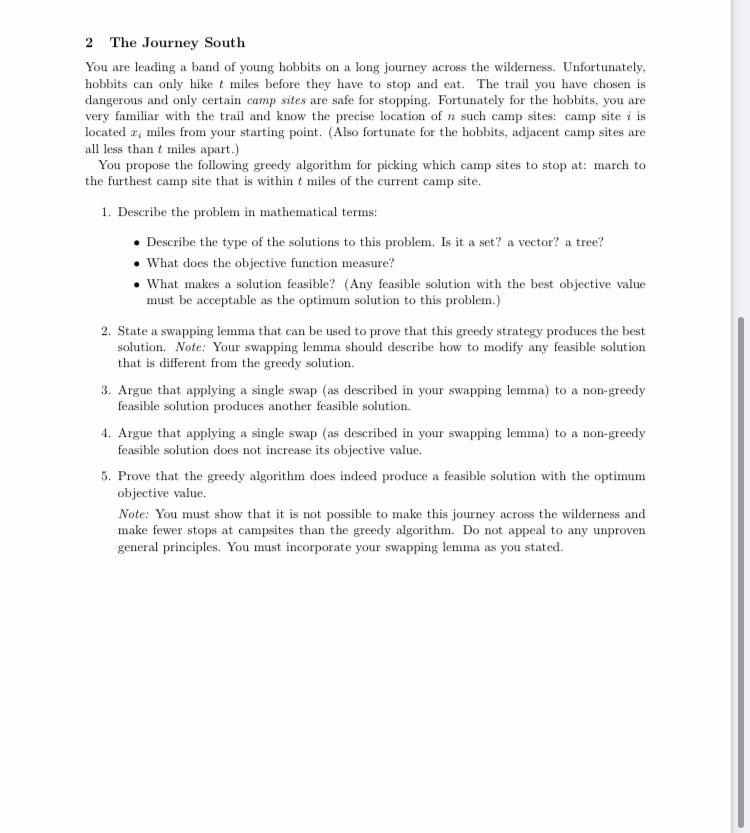 2 The Journey South
You are leading a band of young hobbits on a long journey across the wilderness. Unfortunately,
hobbits can only hike t miles before they have to stop and eat. The trail you have chosen is
dangerous and only certain camp sites are safe for stopping. Fortunately for the hobbits, you are
very familiar with the trail and know the precise location of n such camp sites: camp site i is
located xᵢ miles from your starting point. (Also fortunate for the hobbits, adjacent camp sites are
all less than t miles apart.)
You propose the following greedy algorithm for picking which camp sites to stop at: march to
the furthest camp site that is within t miles of the current camp site.
1. Describe the problem in mathematical terms:
• Describe the type of the solutions to this problem. Is it a set? a vector? a tree?
• What does the objective function measure?
• What makes a solution feasible? (Any feasible solution with the best objective value
must be acceptable as the optimum solution to this problem.)
2. State a swapping lemma that can be used to prove that this greedy strategy produces the best
solution. Note: Your swapping lemma should describe how to modify any feasible solution
that is different from the greedy solution.
3. Argue that applying a single swap (as described in your swapping lemma) to a non-greedy
feasible solution produces another feasible solution.
4. Argue that applying a single swap (as described in your swapping lemma) to a non-greedy
feasible solution does not increase its objective value.
5. Prove that the greedy algorithm does indeed produce a feasible solution with the optimum
objective value.
Note: You must show that it is not possible to make this journey across the wilderness and
make fewer stops at campsites than the greedy algorithm. Do not appeal to any unproven
general principles. You must incorporate your swapping lemma as you stated.